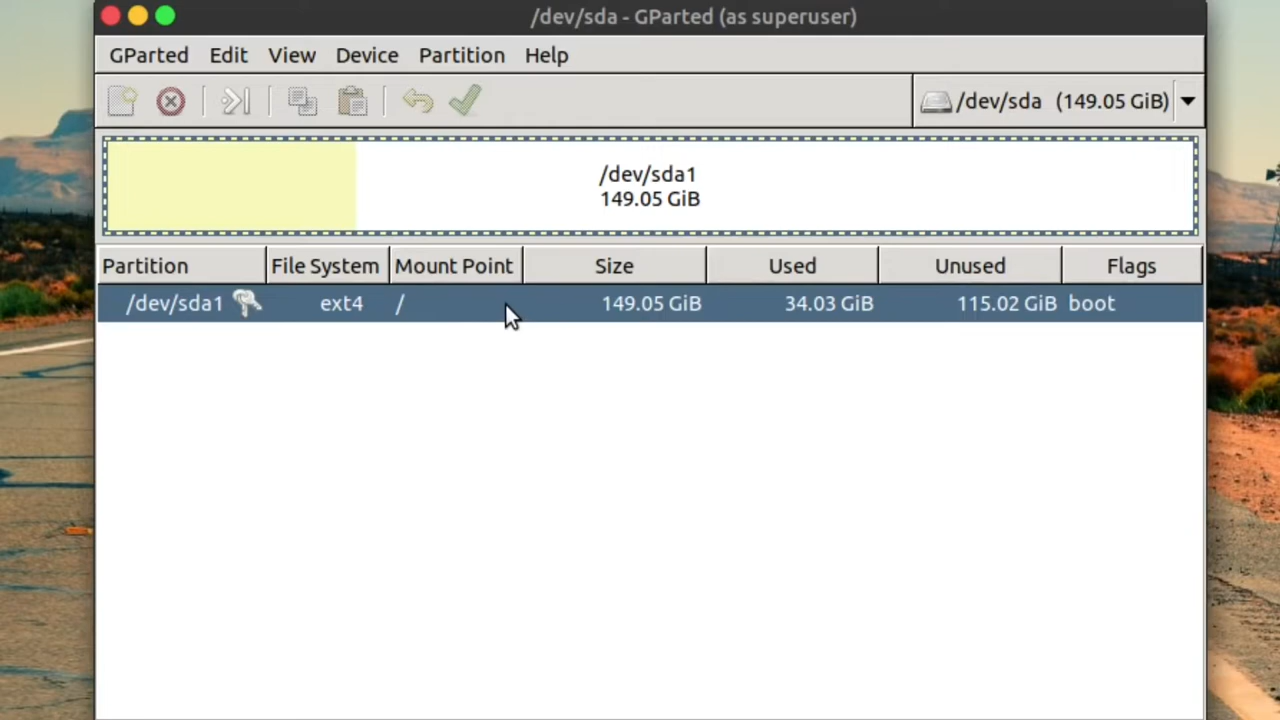 /dev/sda - GParted (as superuser)
GParted Edit View Device Partition Help
/dev/sda (149.05 GiB)
/dev/sda1
149.05 GiB
Partition File System Mount Point Size Used Unused Flags
/dev/sda1 ext4 / 149.05 GiB 34.03 GiB 115.02 GiB boot